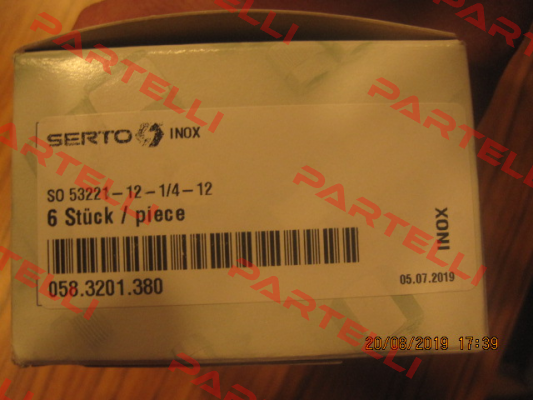 PARTELLI
PARTELLI
SERTO INOX
SO 53221-12-1/4-12
6 Stück / piece
058.3201.380
INOX
05.07.2019
20/08/2019 17:39
PARTELLI
PARTELLI
PARTELLI